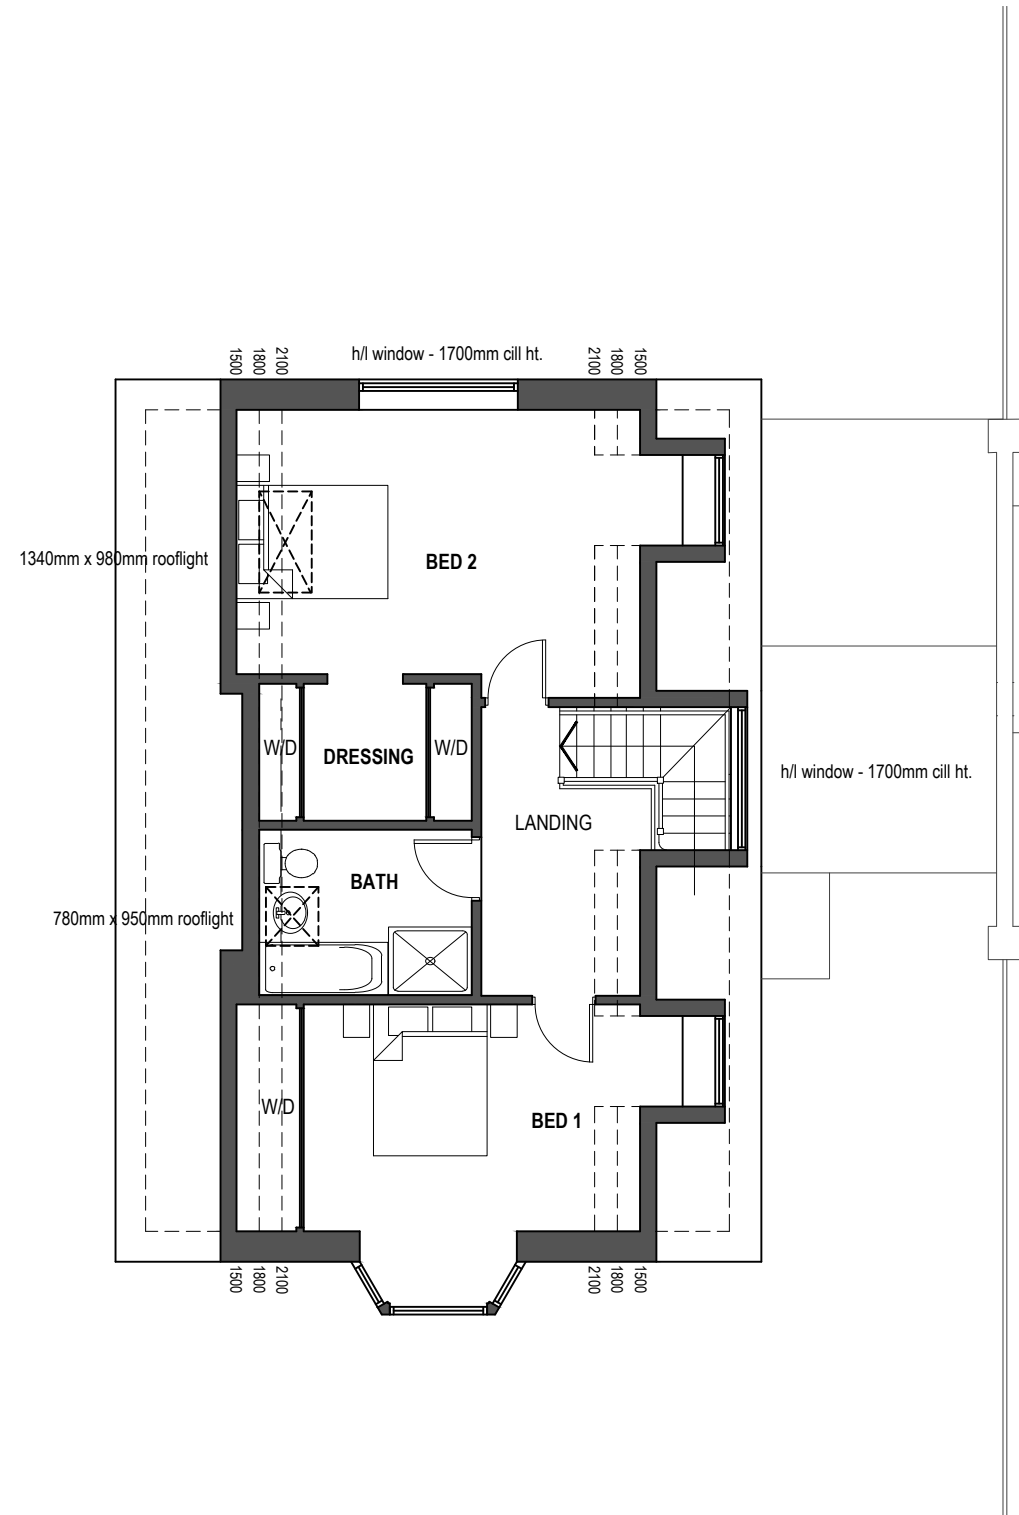 h/l window - 1700mm cill ht.
1500
1800
2100
2100
1800
1500
1340mm x 980mm rooflight
BED 2
W/D
DRESSING
W/D
h/l window - 1700mm cill ht.
LANDING
BATH
780mm x 950mm rooflight
W/D
BED 1
1500
1800
2100
2100
1800
1500